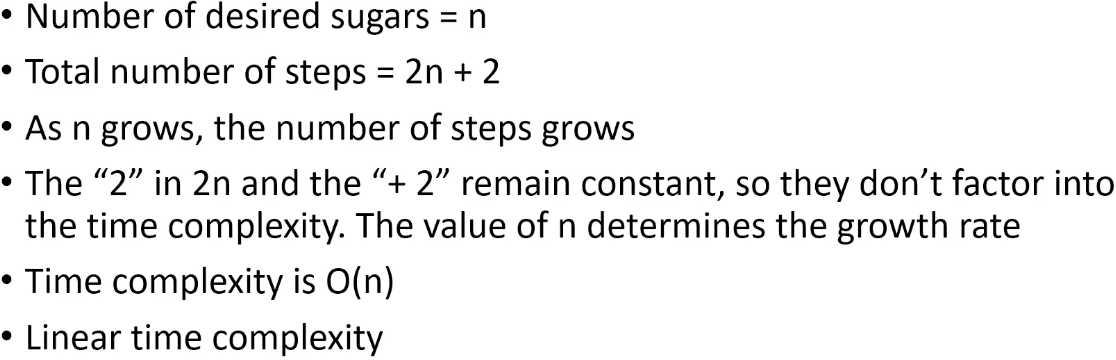 • Number of desired sugars = n
• Total number of steps = 2n + 2
• As n grows, the number of steps grows
• The “2” in 2n and the “+ 2” remain constant, so they don’t factor into
the time complexity. The value of n determines the growth rate
• Time complexity is O(n)
• Linear time complexity